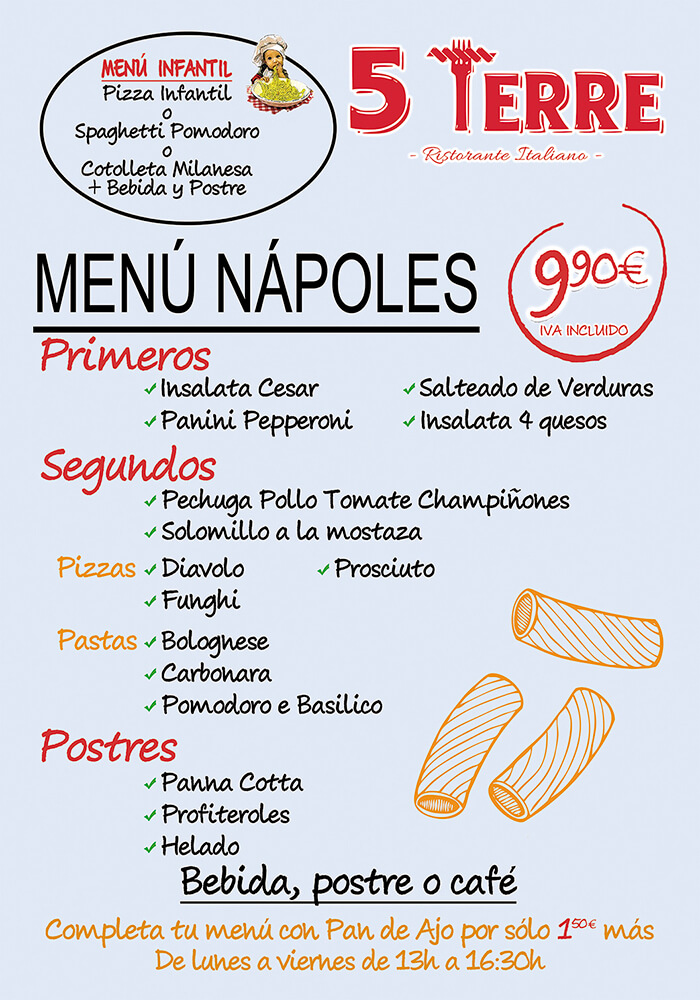 MENÚ INFANTIL
Pizza Infantil
o
Spaghetti Pomodoro
o
Cotolleta Milanesa
+ Bebida y Postre
5 TERRE
- Ristorante Italiano -
MENÚ NÁPOLES
9,90€
IVA INCLUIDO
Primeros
✓Insalata Cesar ✓Salteado de Verduras
✓Panini Pepperoni ✓Insalata 4 quesos
Segundos
✓Pechuga Pollo Tomate Champiñones
✓Solomillo a la mostaza
Pizzas ✓Diavolo ✓Prosciuto
✓Funghi
Pastas ✓Bolognese
✓Carbonara
✓Pomodoro e Basilico
Postres
✓Panna Cotta
✓Profiteroles
✓Helado
Bebida, postre o café
Completa tu menú con Pan de Ajo por sólo 1,50€ más
De lunes a viernes de 13h a 16:30h